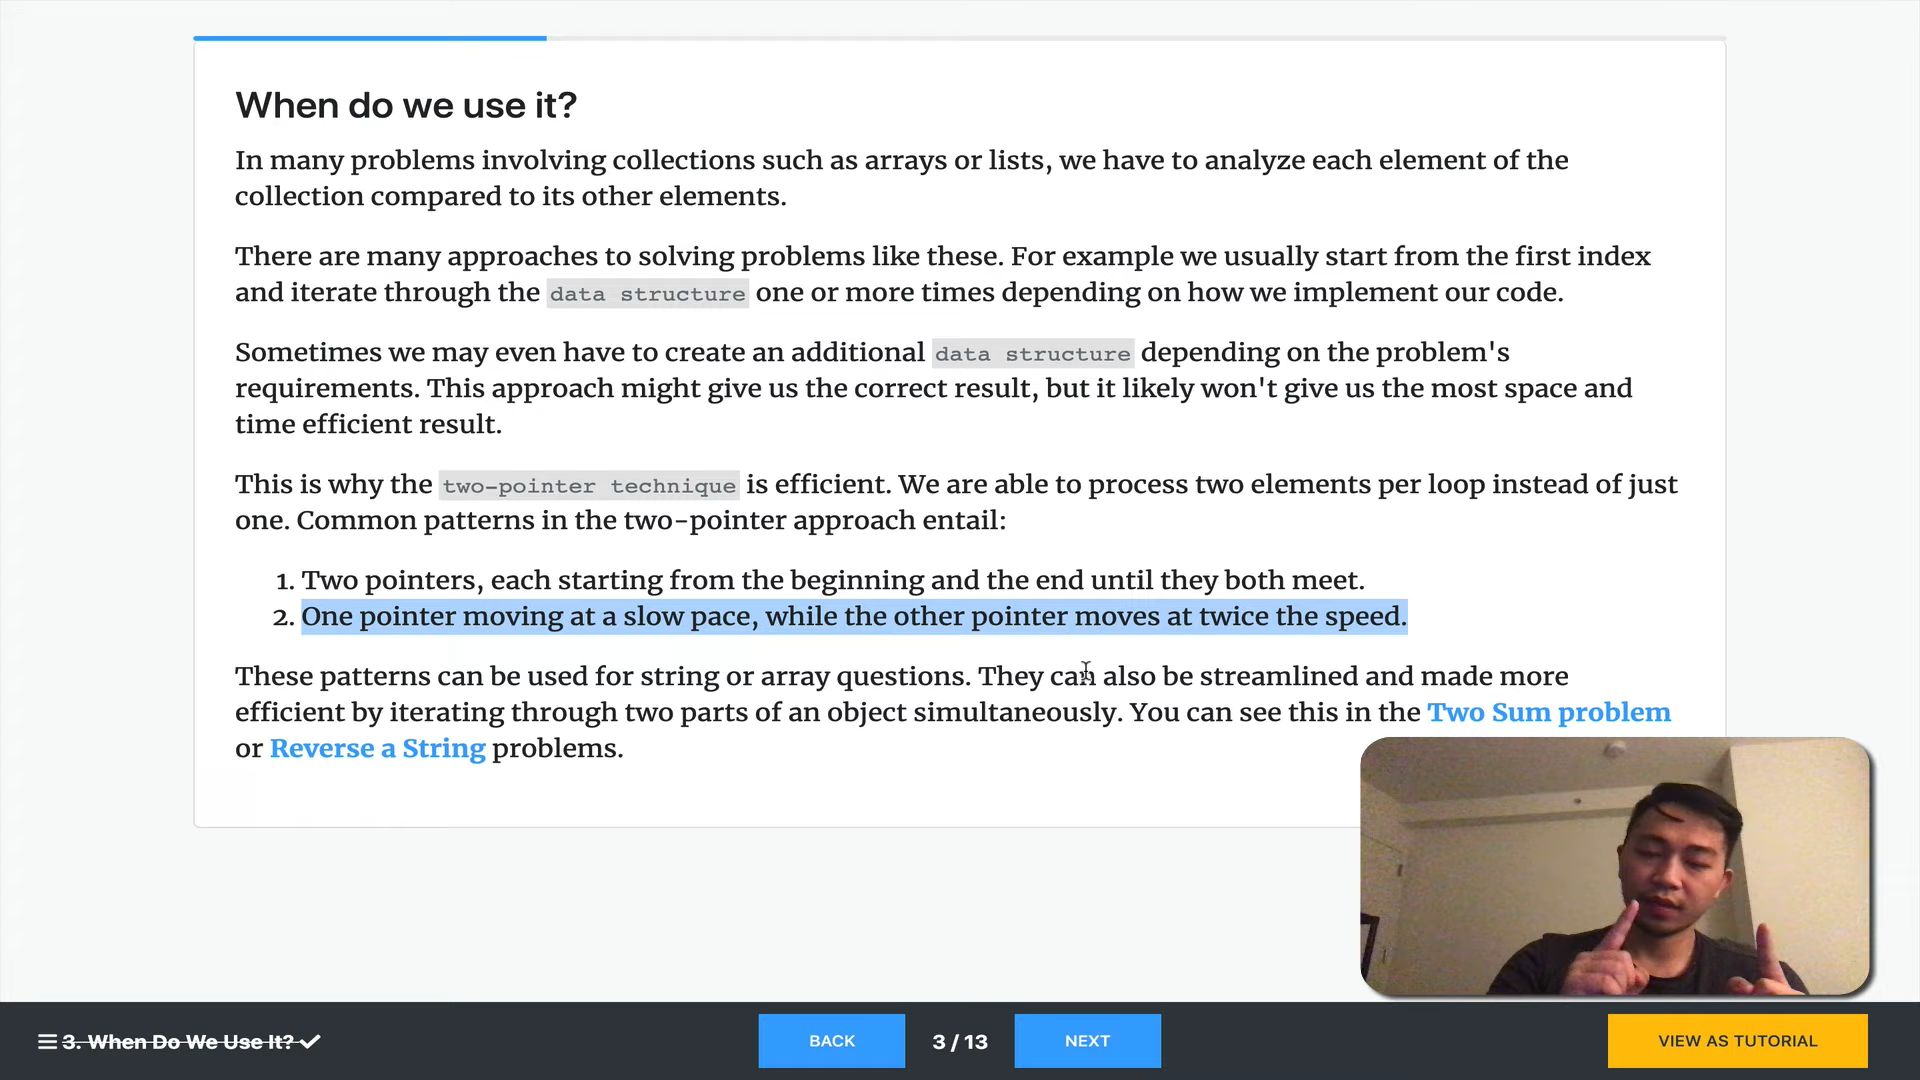 When do we use it?
In many problems involving collections such as arrays or lists, we have to analyze each element of the
collection compared to its other elements.
There are many approaches to solving problems like these. For example we usually start from the first index
and iterate through the data structure one or more times depending on how we implement our code.
Sometimes we may even have to create an additional data structure depending on the problem's
requirements. This approach might give us the correct result, but it likely won't give us the most space and
time efficient result.
This is why the two-pointer technique is efficient. We are able to process two elements per loop instead of just
one. Common patterns in the two-pointer approach entail:
1. Two pointers, each starting from the beginning and the end until they both meet.
2. One pointer moving at a slow pace, while the other pointer moves at twice the speed.
These patterns can be used for string or array questions. They can also be streamlined and made more
efficient by iterating through two parts of an object simultaneously. You can see this in the Two Sum problem
or Reverse a String problems.
3. When Do We Use It?
BACK
3 / 13
NEXT
VIEW AS TUTORIAL